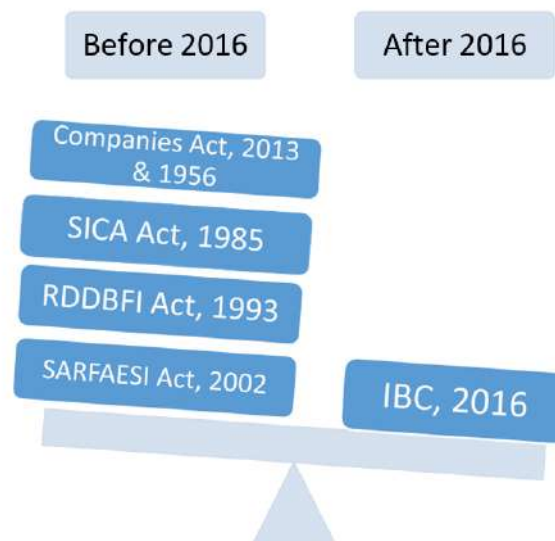 Before 2016
After 2016
Companies Act, 2013
& 1956
SICA Act, 1985
RDDBFI Act, 1993
SARFAESI Act, 2002
IBC, 2016